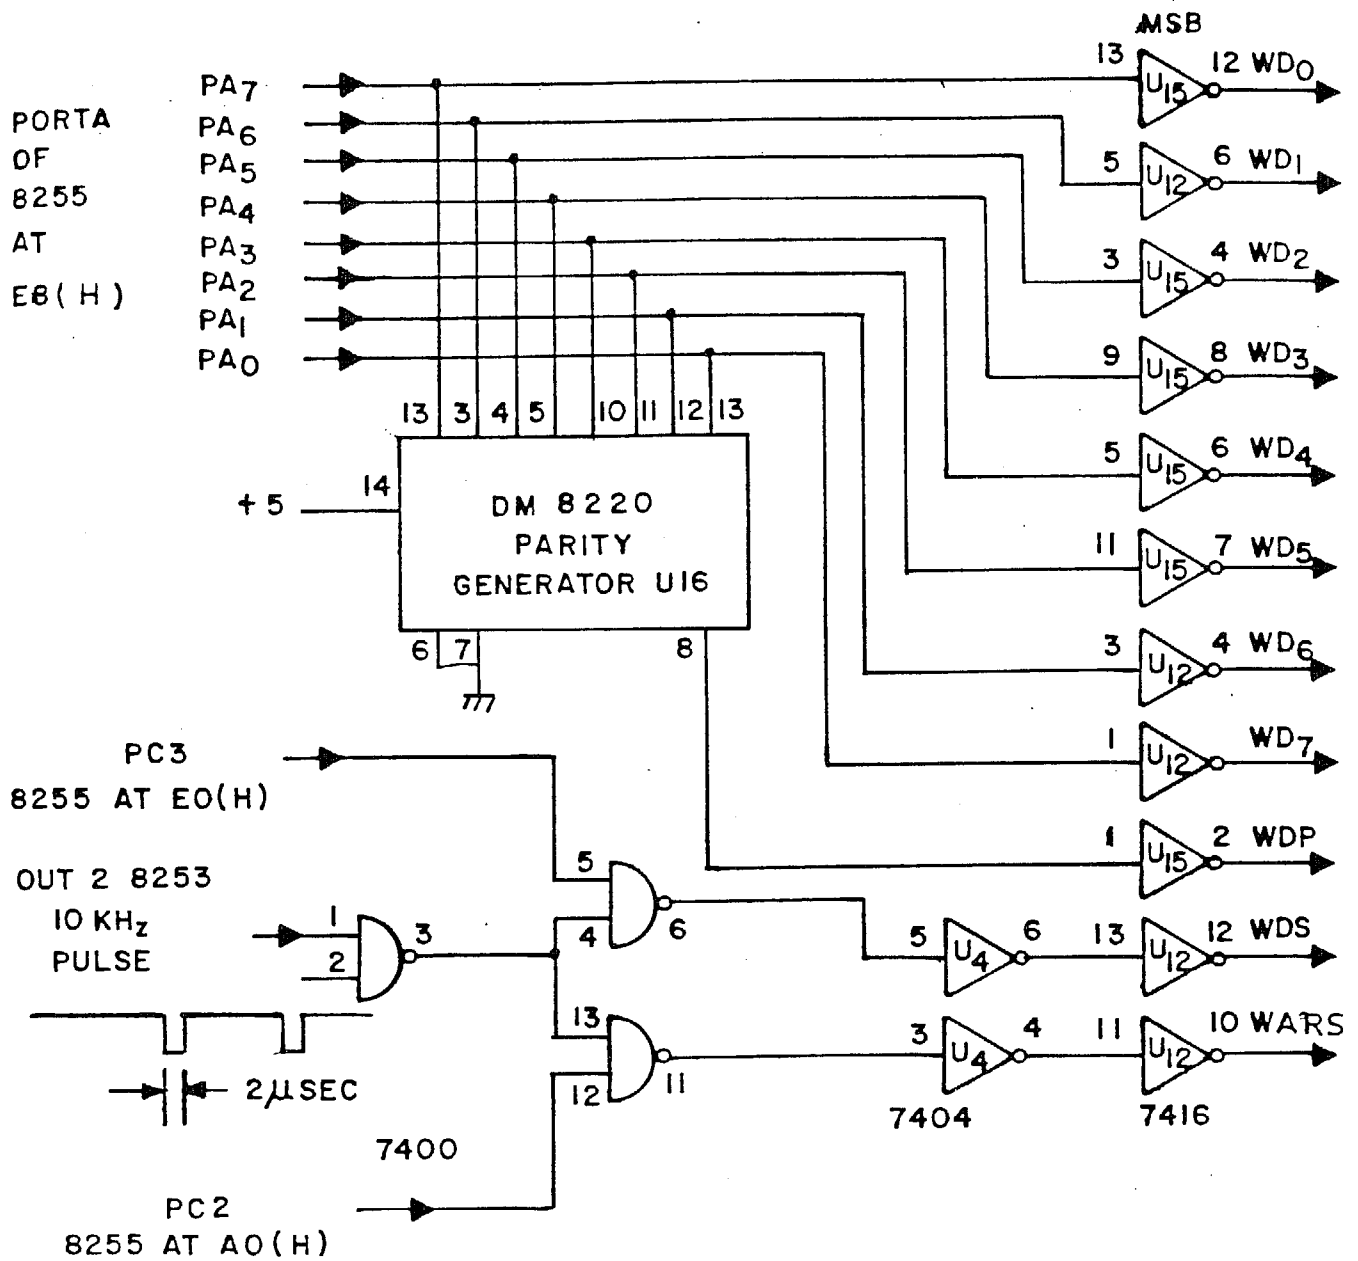 MSB
PA7
13 U15 12 WD0
PORTA
OF
8255
AT
E8(H)
PA6
5 U12 6 WD1
PA5
3 U15 4 WD2
PA4
9 U15 8 WD3
PA3
5 U15 6 WD4
PA2
11 U15 7 WD5
PA1
3 U12 4 WD6
PA0
1 U12 WD7
13 3 4 5 10 11 12 13
+5 14
DM 8220
PARITY
GENERATOR U16
6 7 8
1 U15 2 WDP
PC3
8255 AT E0(H)
OUT 2 8253
10 KHz
PULSE
1
2
3
5
4
6
5 U4 6 13 U12 12 WDS
13
12
11
3 U4 4 11 U12 10 WARS
2µSEC
7404
7416
7400
PC2
8255 AT A0(H)